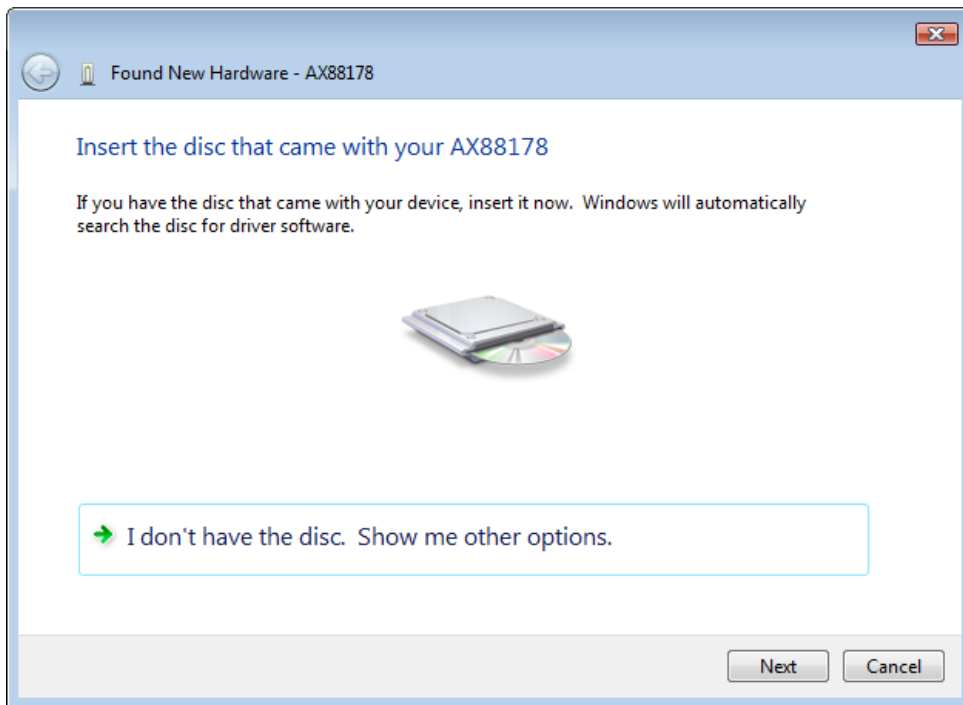 Found New Hardware - AX88178
Insert the disc that came with your AX88178
If you have the disc that came with your device, insert it now.  Windows will automatically
search the disc for driver software.
I don't have the disc.  Show me other options.
Next
Cancel